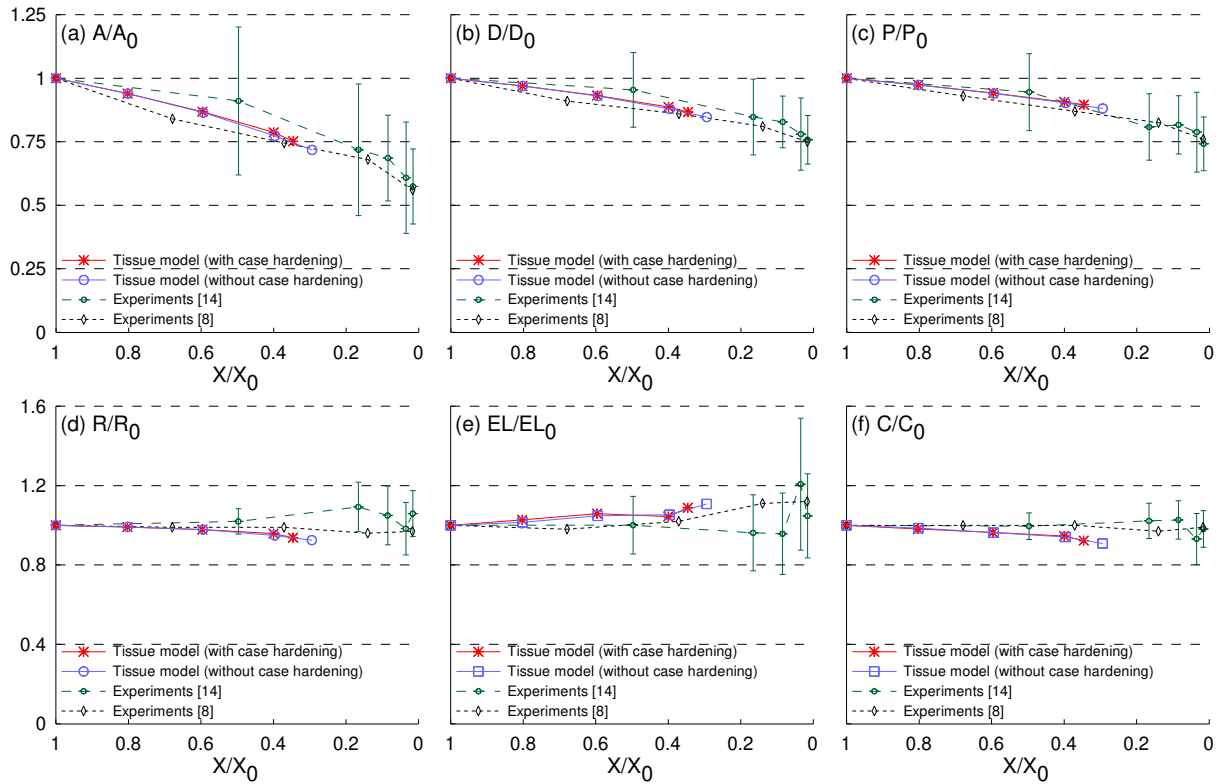 1.25
1
0.75
0.5
0.25
0
(a) A/A0
Tissue model (with case hardening)
Tissue model (without case hardening)
Experiments [14]
Experiments [8]
1 0.8 0.6 0.4 0.2 0
X/X0
(b) D/D0
Tissue model (with case hardening)
Tissue model (without case hardening)
Experiments [14]
Experiments [8]
1 0.8 0.6 0.4 0.2 0
X/X0
(c) P/P0
Tissue model (with case hardening)
Tissue model (without case hardening)
Experiments [14]
Experiments [8]
1 0.8 0.6 0.4 0.2 0
X/X0
1.6
1.2
0.8
0.4
0
(d) R/R0
Tissue model (with case hardening)
Tissue model (without case hardening)
Experiments [14]
Experiments [8]
1 0.8 0.6 0.4 0.2 0
X/X0
(e) EL/EL0
Tissue model (with case hardening)
Tissue model (without case hardening)
Experiments [14]
Experiments [8]
1 0.8 0.6 0.4 0.2 0
X/X0
(f) C/C0
Tissue model (with case hardening)
Tissue model (without case hardening)
Experiments [14]
Experiments [8]
1 0.8 0.6 0.4 0.2 0
X/X0